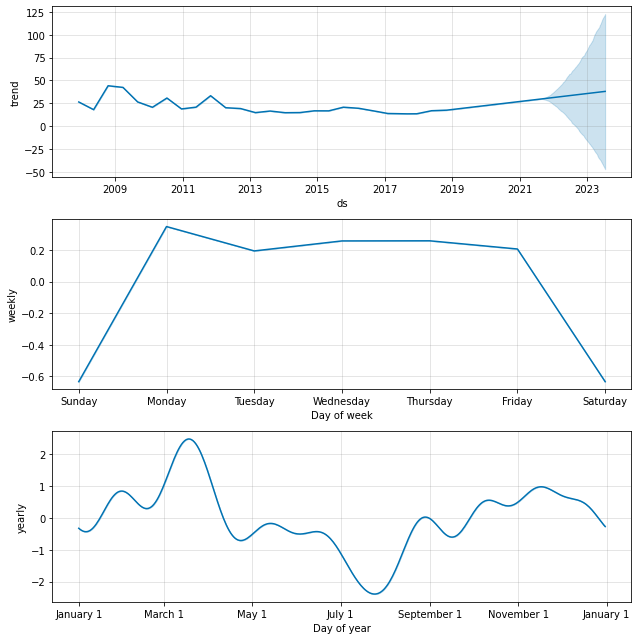 125
100
75
50
25
0
−25
−50
trend
2009 2011 2013 2015 2017 2019 2021 2023
ds
0.2
0.0
−0.2
−0.4
−0.6
weekly
Sunday Monday Tuesday Wednesday Thursday Friday Saturday
Day of week
2
1
0
−1
−2
yearly
January 1 March 1 May 1 July 1 September 1 November 1 January 1
Day of year